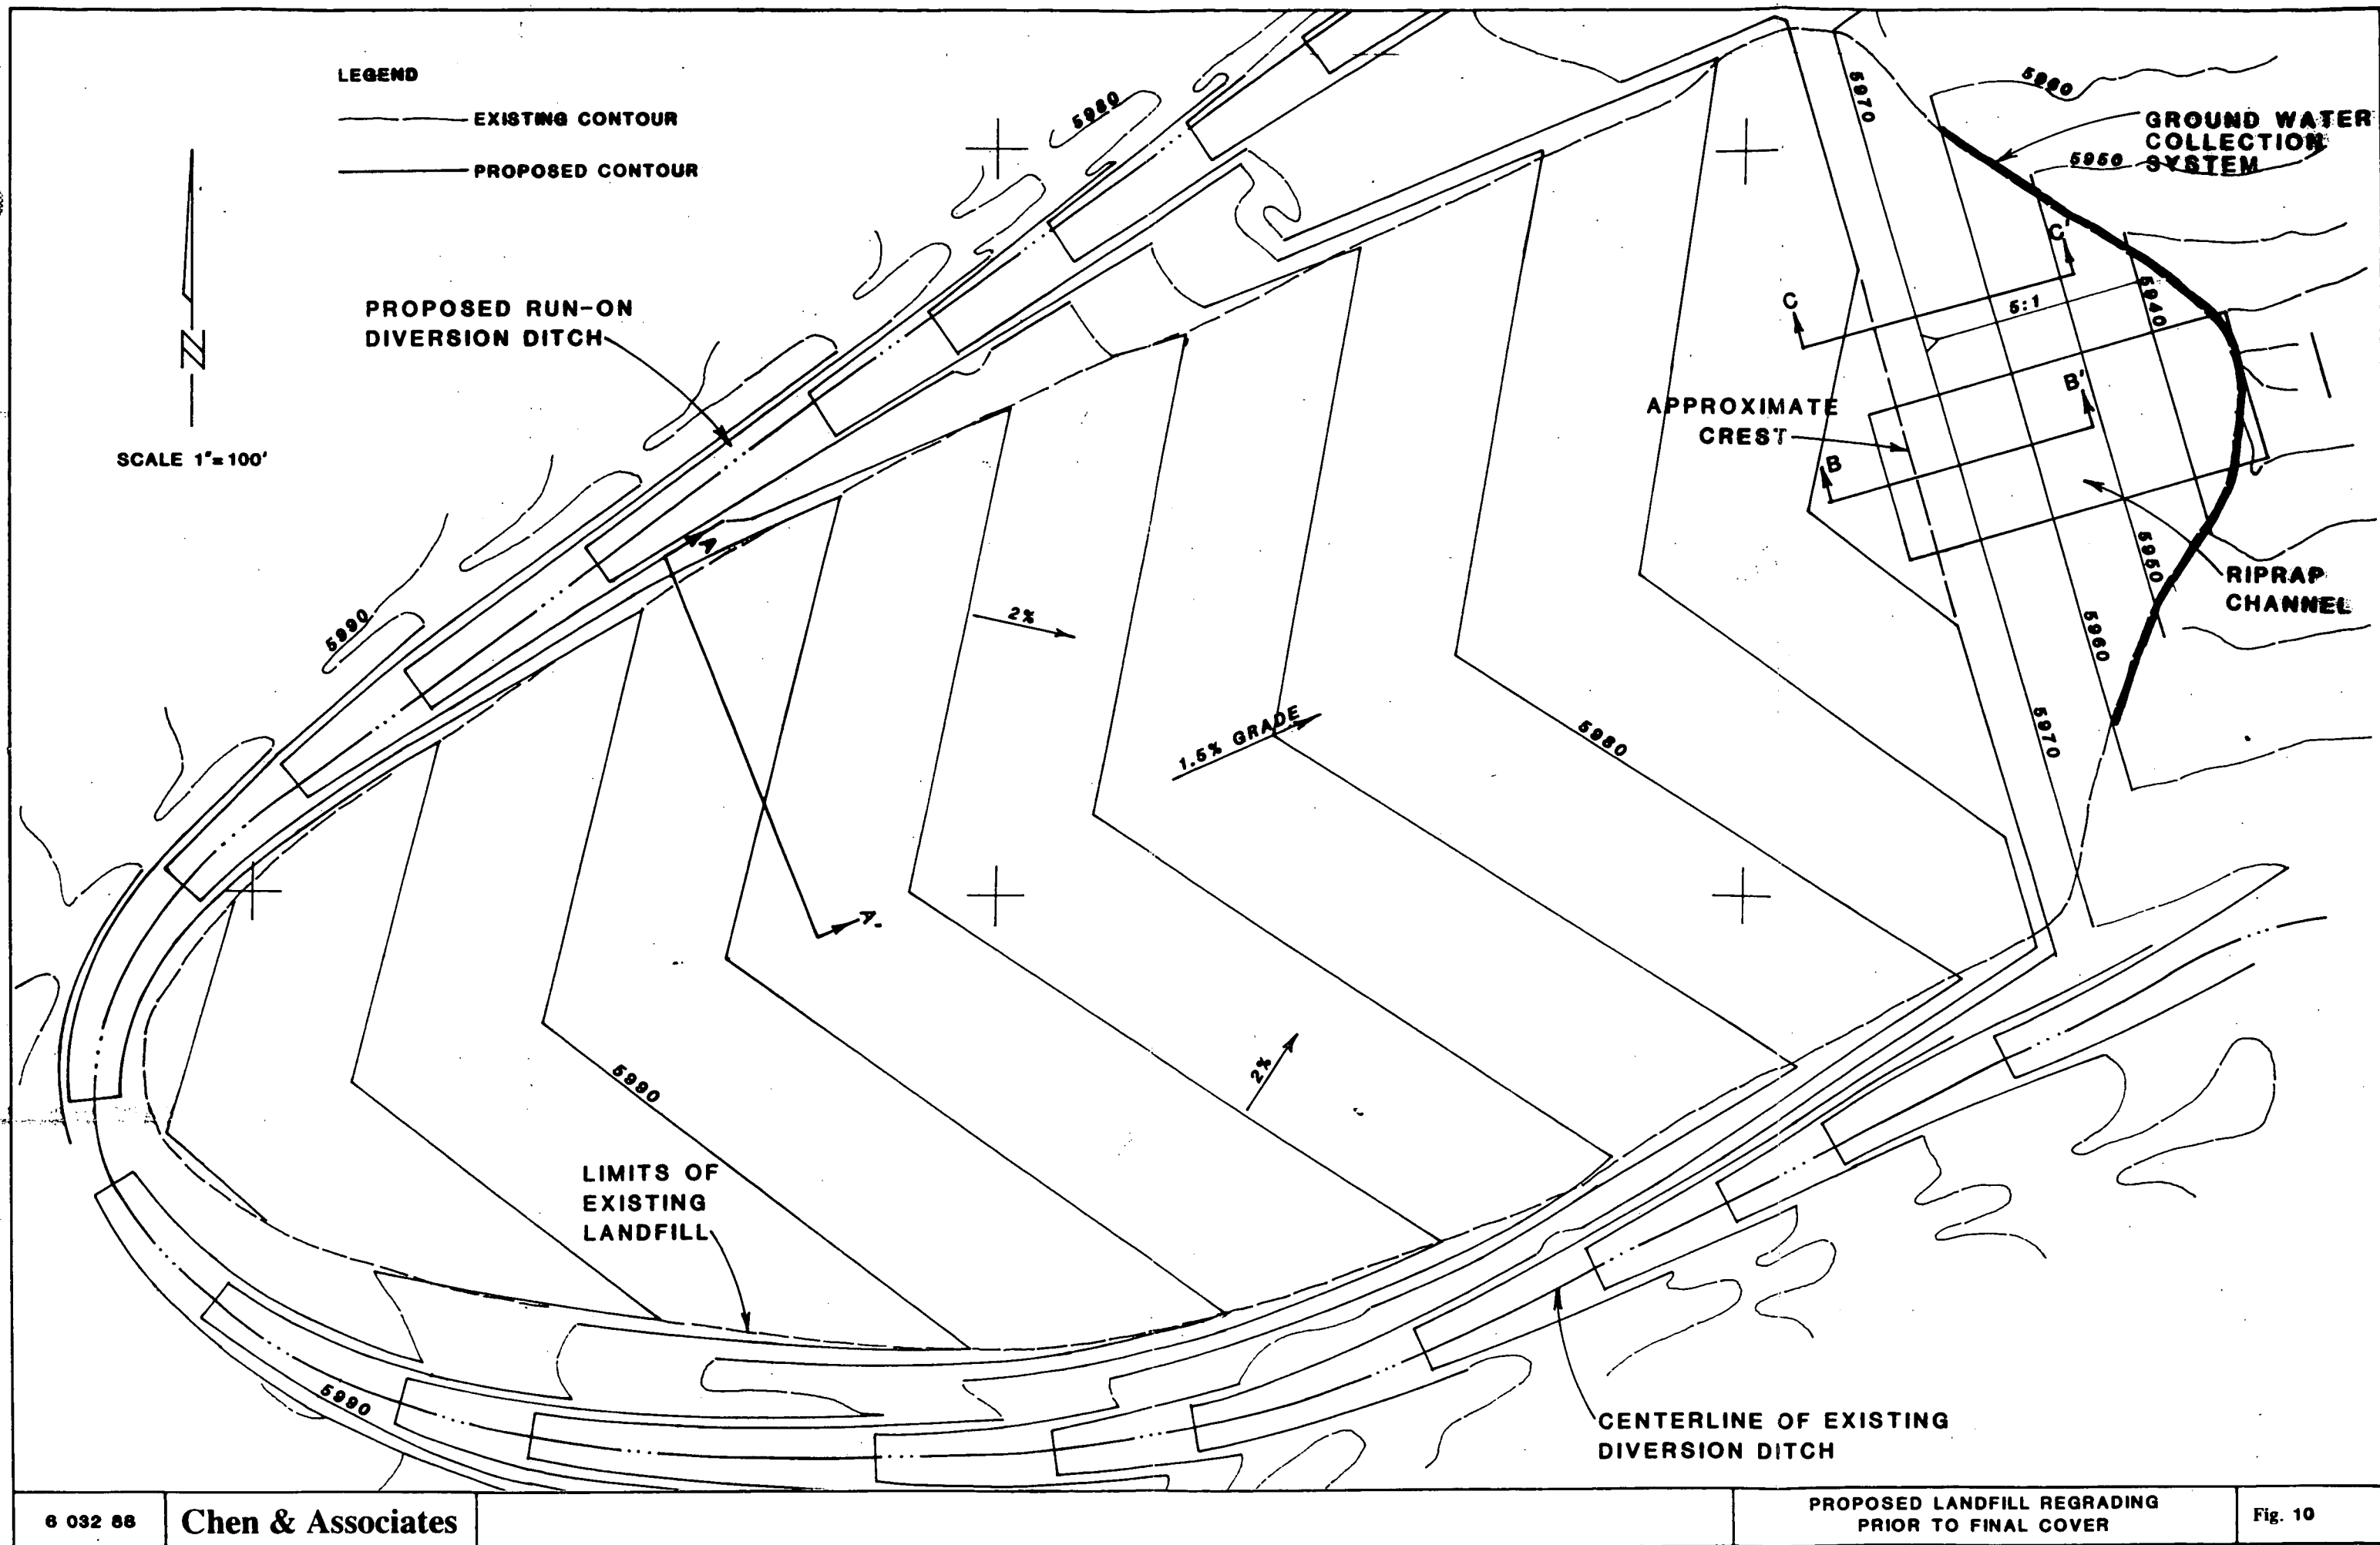 LEGEND
EXISTING CONTOUR
PROPOSED CONTOUR
N
SCALE 1"=100'
PROPOSED RUN-ON
DIVERSION DITCH
5980
5990
5970
5980
GROUND WATER
COLLECTION
SYSTEM
5950
C
C'
5:1
5940
APPROXIMATE
CREST
B
B'
5950
RIPRAP
CHANNEL
5960
5970
A
A'
2%
1.5% GRADE
5980
2%
5990
LIMITS OF
EXISTING
LANDFILL
5990
CENTERLINE OF EXISTING
DIVERSION DITCH
6 032 88
Chen & Associates
PROPOSED LANDFILL REGRADING
PRIOR TO FINAL COVER
Fig. 10